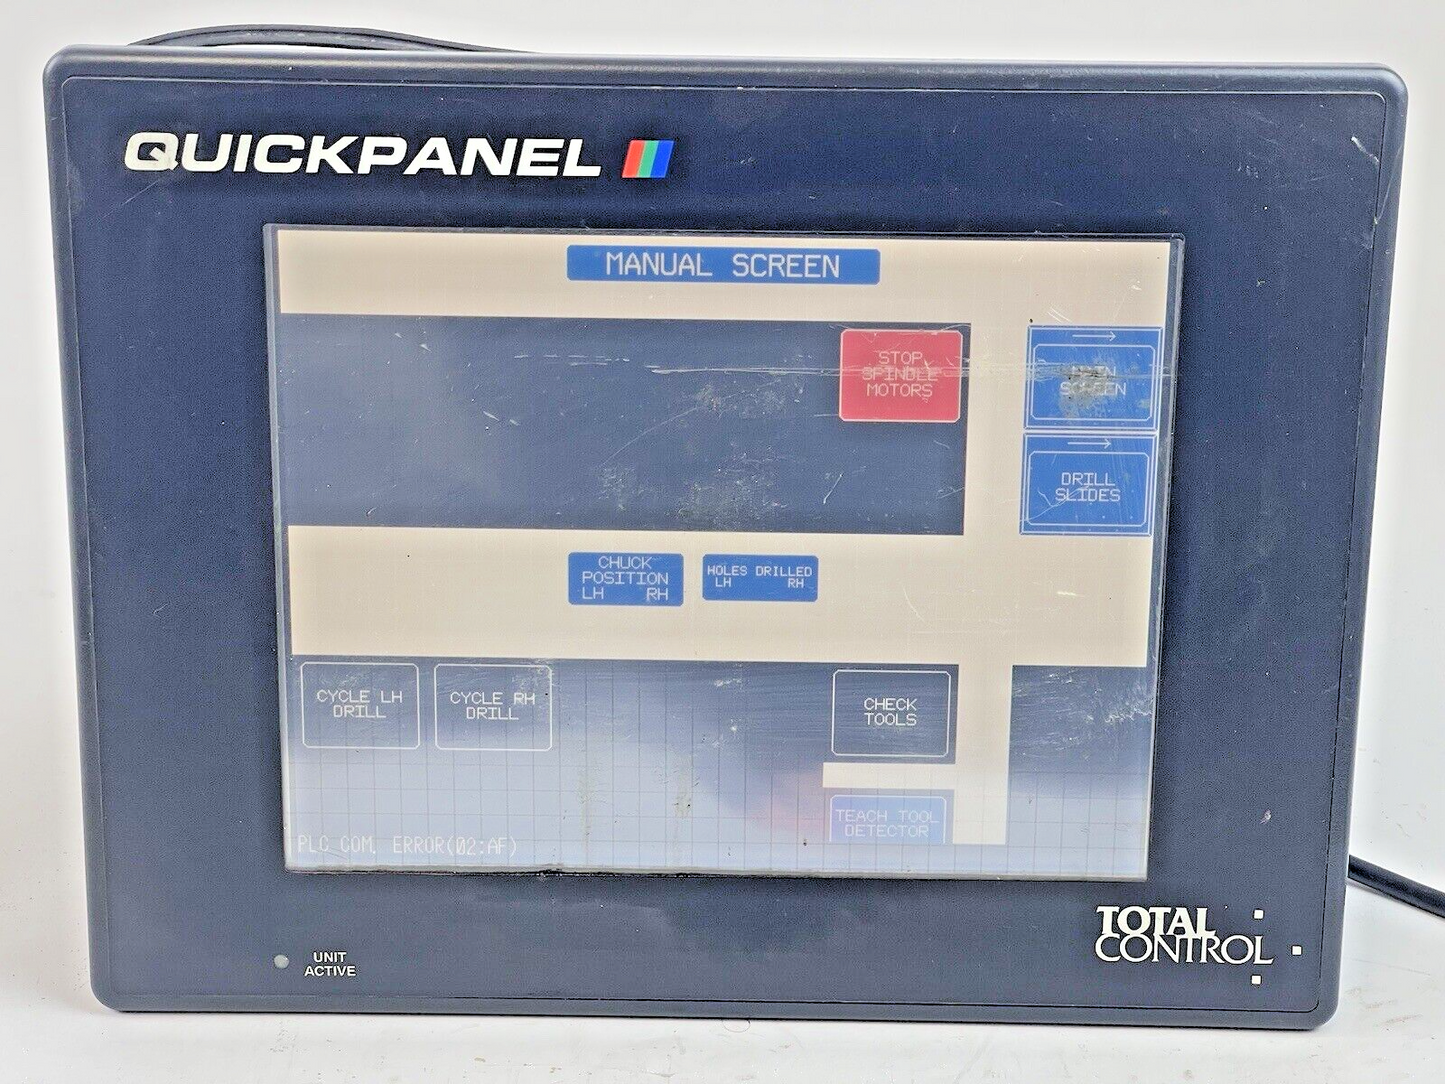 QUICKPANEL
MANUAL SCREEN
STOP
SPINDLE
MOTORS
SCREEN
DRILL
SLIDES
CHUCK
POSITION
LH RH
HOLES DRILLED
LH RH
CYCLE LH
DRILL
CYCLE RH
DRILL
CHECK
TOOLS
TEACH TOOL
DETECTOR
PLC COM. ERROR(02:AF)
UNIT
ACTIVE
TOTAL
CONTROL